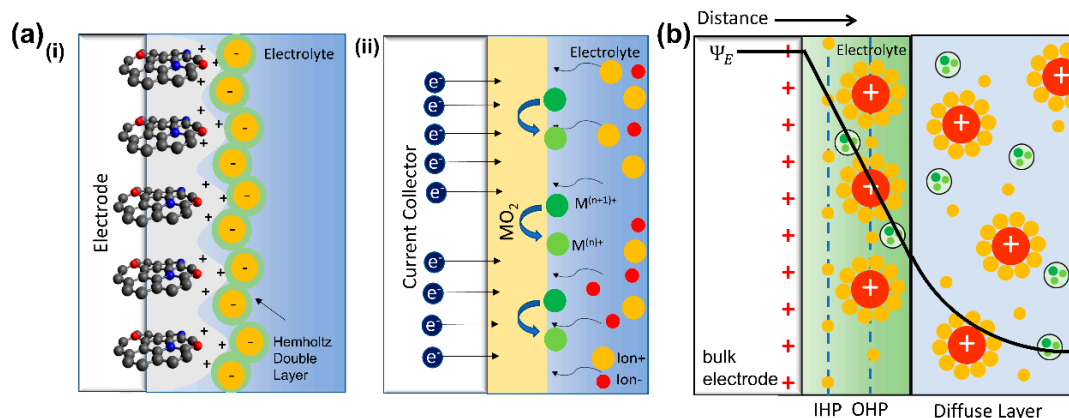 (a)
(i)
Electrode
Electrolyte
+ + + + + + + + + + + + + +
- - - - - - - - - -
Hemholtz
Double
Layer
(ii)
Current Collector
e- e- e- e- e- e- e- e- e-
MO2
Electrolyte
M(n+1)+
M(n)+
Ion+
Ion-
(b)
Distance
ΨE
Electrolyte
+ + + + + + + + + +
+ + + + + + +
bulk
electrode
IHP OHP
Diffuse Layer